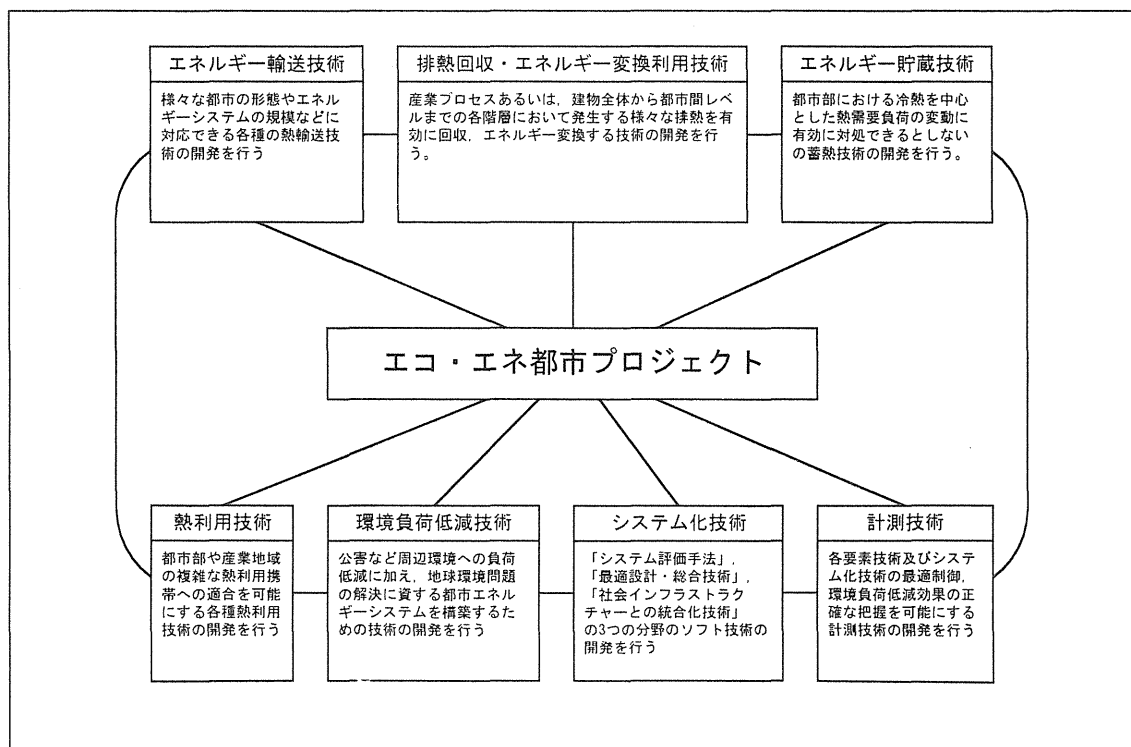 エネルギー輸送技術
様々な都市の形態やエネル
ギーシステムの規模などに
対応できる各種の熱輸送技
術の開発を行う
排熱回収・エネルギー変換利用技術
産業プロセスあるいは，建物全体から都市間レ
ベルまでの各階層において発生する様々な排熱を有
効に回収，エネルギー変換する技術の開発を行
う。
エネルギー貯蔵技術
都市部における冷熱を中心
とした熱需要負荷の変動に
有効に対処できるとしない
の蓄熱技術の開発を行う。
エコ・エネ都市プロジェクト
熱利用技術
都市部や産業地域
の複雑な熱利用携
帯への適合を可能
にする各種熱利用
技術の開発を行う
環境負荷低減技術
公害など周辺環境への負荷
低減に加え，地球環境問題
の解決に資する都市エネル
ギーシステムを構築するた
めの技術の開発を行う
システム化技術
「システム評価手法」，
「最適設計・総合技術」，
「社会インフラストラク
チャーとの統合化技術」
の3つの分野のソフト技術の
開発を行う
計測技術
各要素技術及びシステ
ム化技術の最適制御，
環境負荷低減効果の正
確な把握を可能にする
計測技術の開発を行う